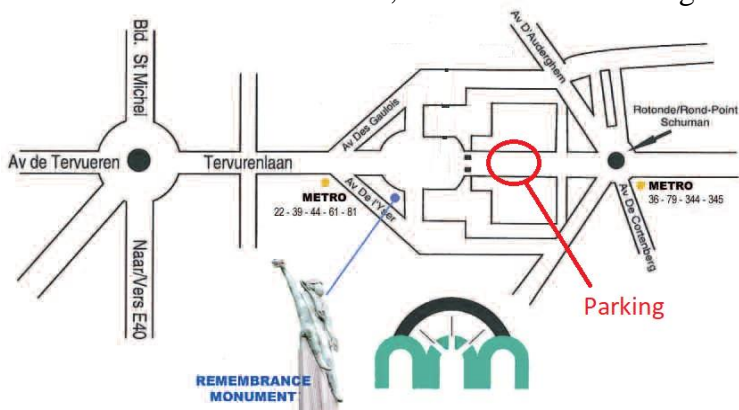 Bld. St Michel
Av D'Auderghem
Av Des Gaulois
Rotonde/Rond-Point
Schuman
Av de Tervueren
Tervurenlaan
METRO
22 - 39 - 44 - 61 - 81
Av De l'Yser
METRO
36 - 79 - 344 - 345
Av De Cortenberg
Naar/Vers E40
Parking
REMEMBRANCE
MONUMENT